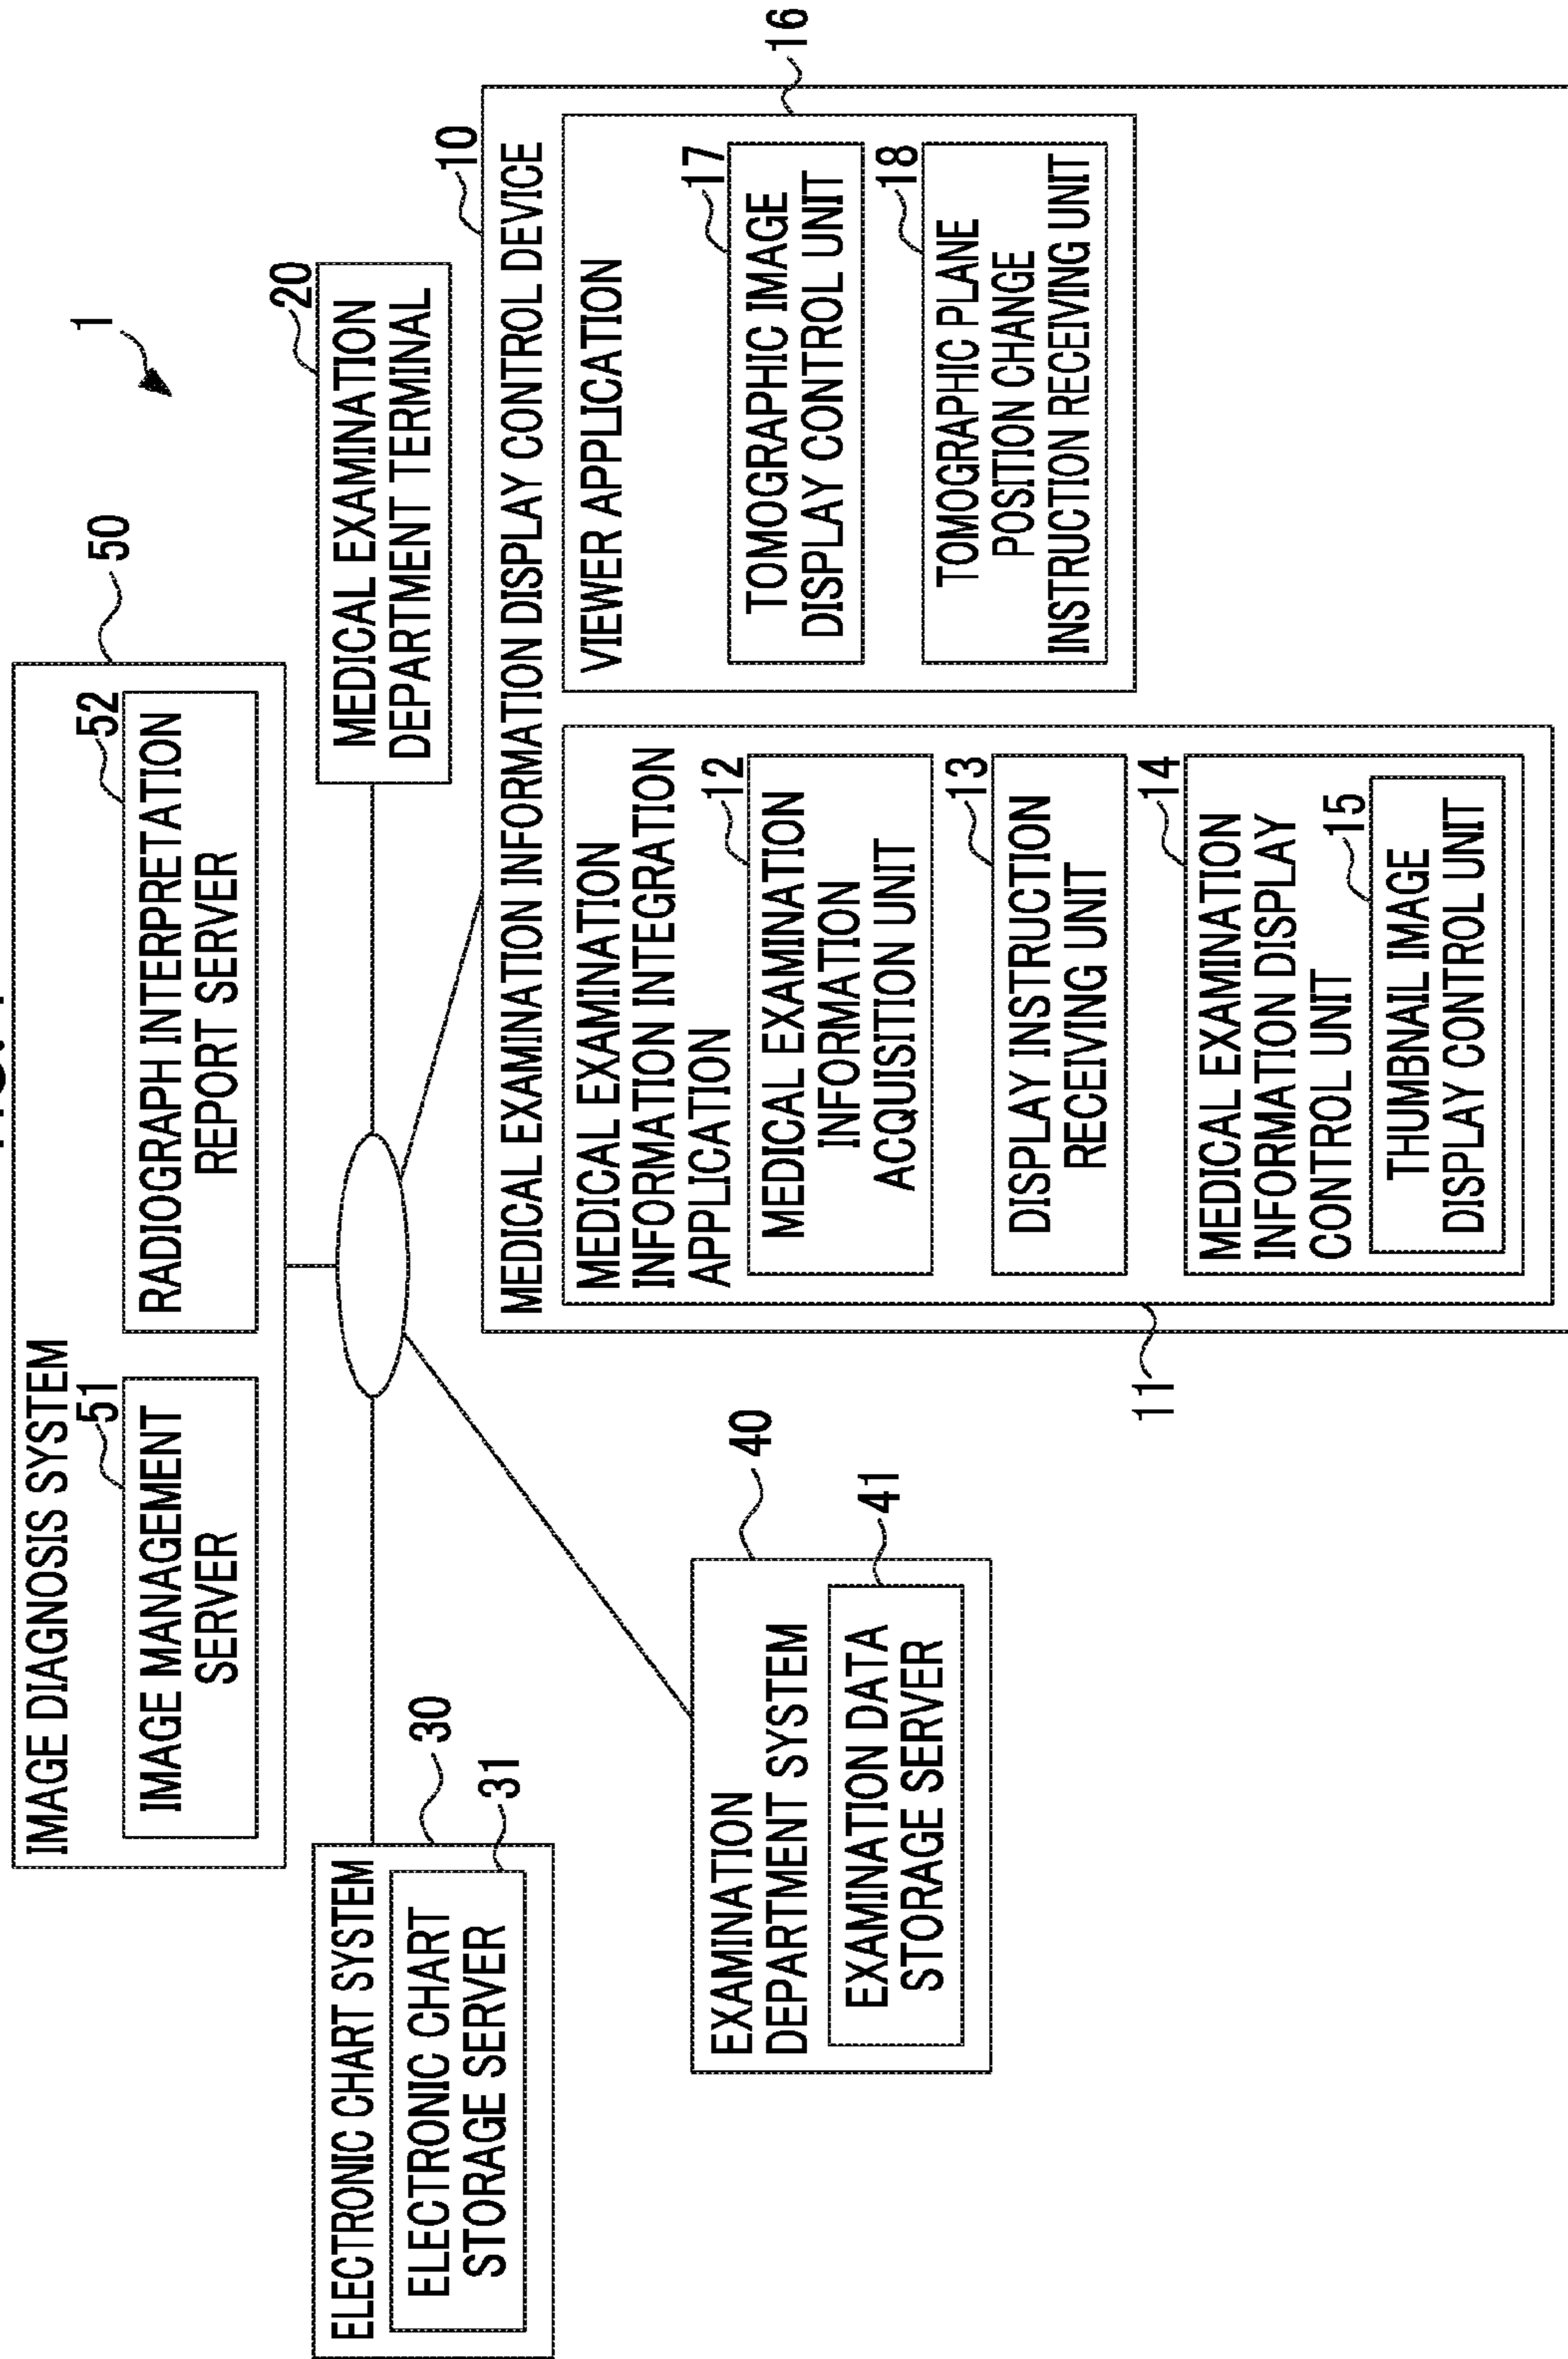 1
IMAGE DIAGNOSIS SYSTEM
50
51
IMAGE MANAGEMENT
SERVER
52
RADIOGRAPH INTERPRETATION
REPORT SERVER
20
MEDICAL EXAMINATION
DEPARTMENT TERMINAL
ELECTRONIC CHART SYSTEM
30
31
ELECTRONIC CHART
STORAGE SERVER
EXAMINATION
DEPARTMENT SYSTEM
40
41
EXAMINATION DATA
STORAGE SERVER
10
MEDICAL EXAMINATION INFORMATION DISPLAY CONTROL DEVICE
11
MEDICAL EXAMINATION
INFORMATION INTEGRATION
APPLICATION
12
MEDICAL EXAMINATION
INFORMATION
ACQUISITION UNIT
13
DISPLAY INSTRUCTION
RECEIVING UNIT
14
MEDICAL EXAMINATION
INFORMATION DISPLAY
CONTROL UNIT
15
THUMBNAIL IMAGE
DISPLAY CONTROL UNIT
16
VIEWER APPLICATION
17
TOMOGRAPHIC IMAGE
DISPLAY CONTROL UNIT
18
TOMOGRAPHIC PLANE
POSITION CHANGE
INSTRUCTION RECEIVING UNIT